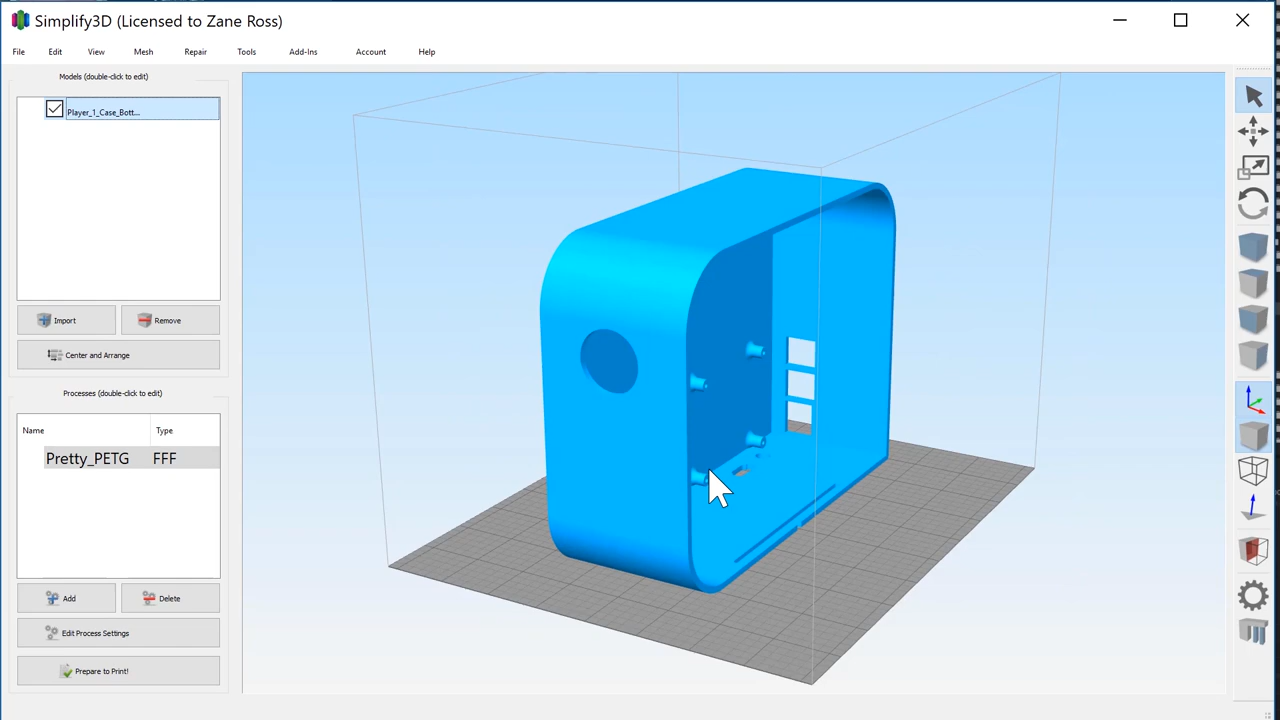 Simplify3D (Licensed to Zane Ross)
File Edit View Mesh Repair Tools Add-Ins Account Help
Models (double-click to edit)
Player_1_Case_Bott...
Import Remove
Center and Arrange
Processes (double-click to edit)
Name Type
Pretty_PETG FFF
Add Delete
Edit Process Settings
Prepare to Print!